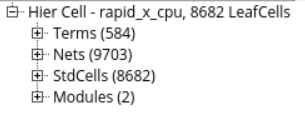 Hier Cell - rapid_x_cpu, 8682 LeafCells
Terms (584)
Nets (9703)
StdCells (8682)
Modules (2)